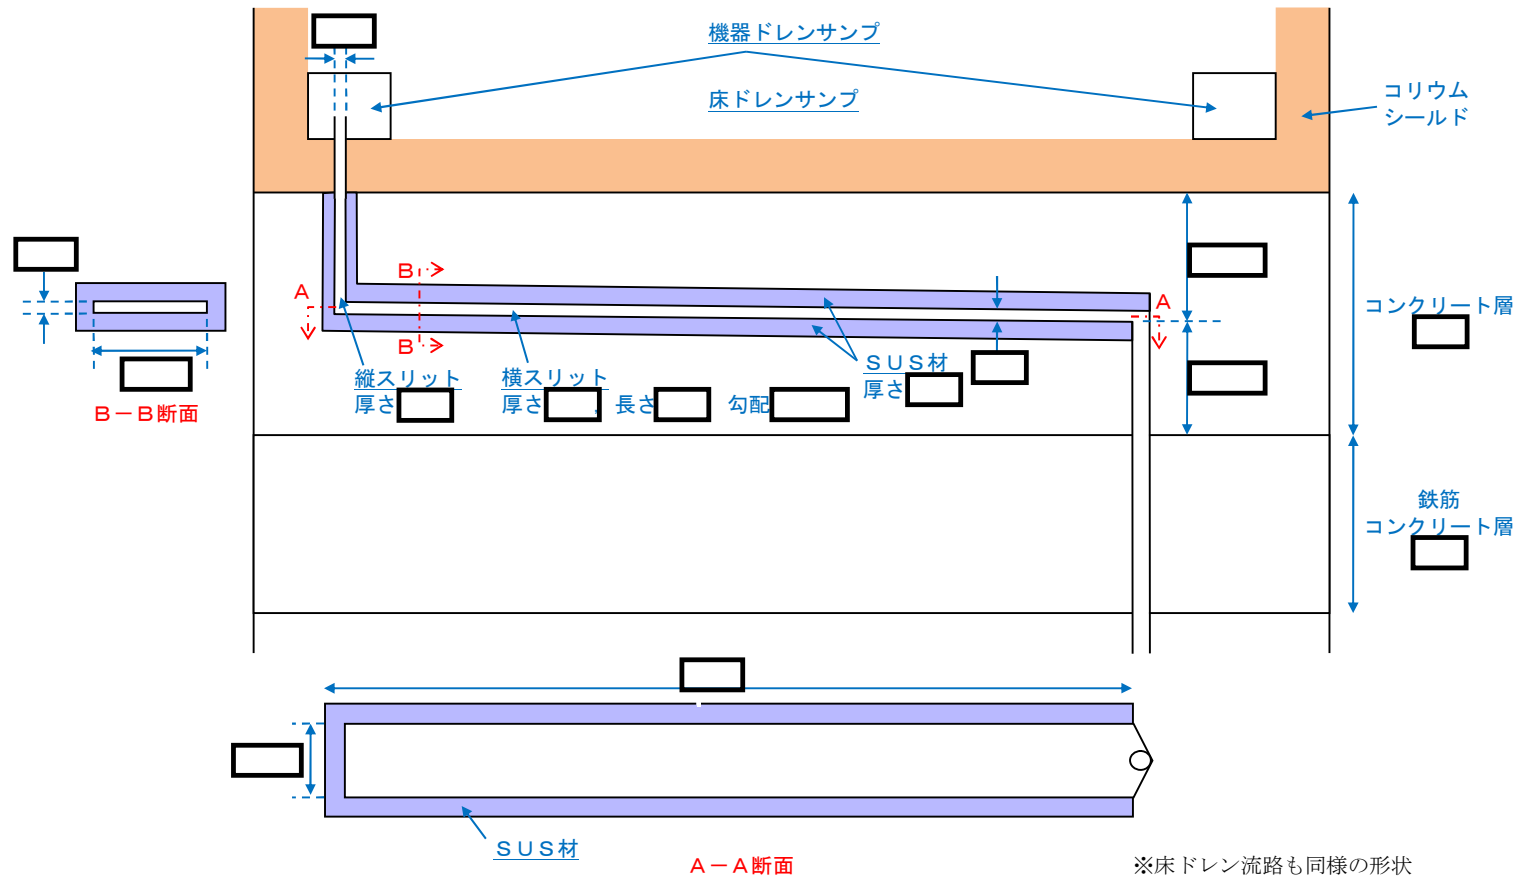 機器ドレンサンプ
床ドレンサンプ
コリウム
シールド
B
A
A
B
コンクリート層
SUS材
厚さ
縦スリット
厚さ
横スリット
厚さ
, 長さ
勾配
B-B断面
鉄筋
コンクリート層
SUS材
A-A断面
※床ドレン流路も同様の形状